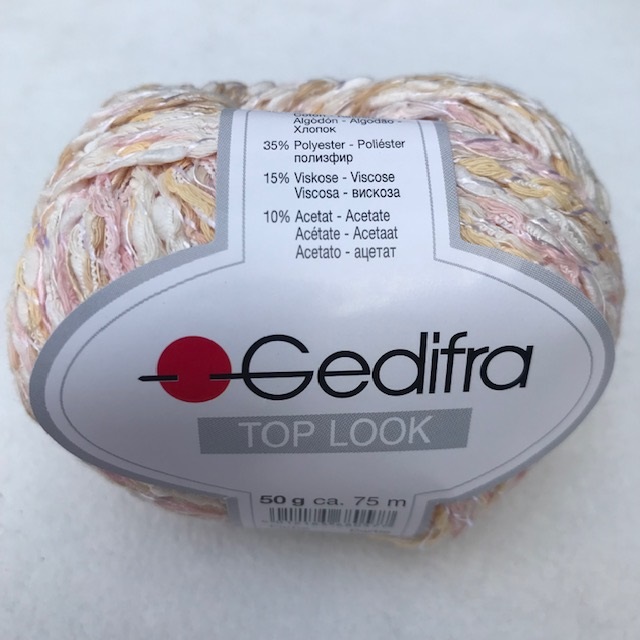 Algodón - Algodão -
Хлопок
35% Polyester - Poliéster
полиэфир
15% Viskose - Viscose
Viscosa - вискоза
10% Acetat - Acetate
Acétate - Acetaat
Acetato - ацетат
Gedifra
TOP LOOK
50 g ca. 75 m